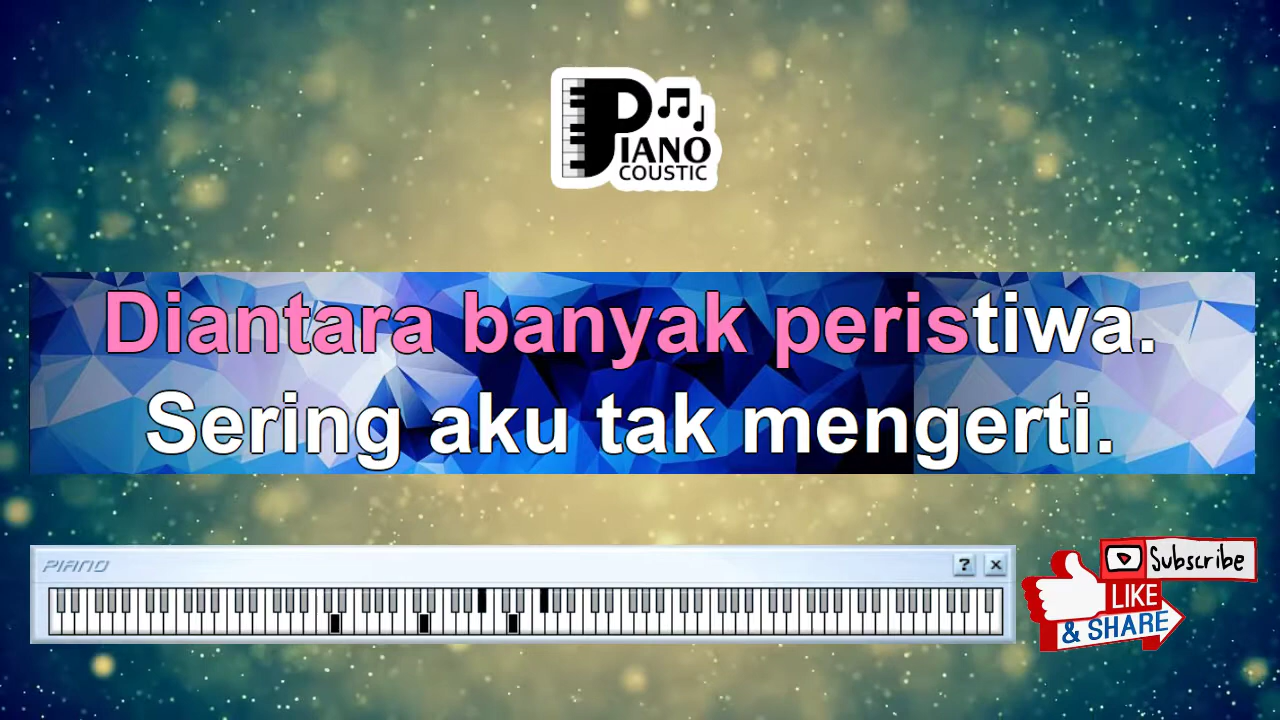 PIANO
COUSTIC
Diantara banyak peristiwa.
Sering aku tak mengerti.
PIANO
? ×
Subscribe
LIKE
& SHARE